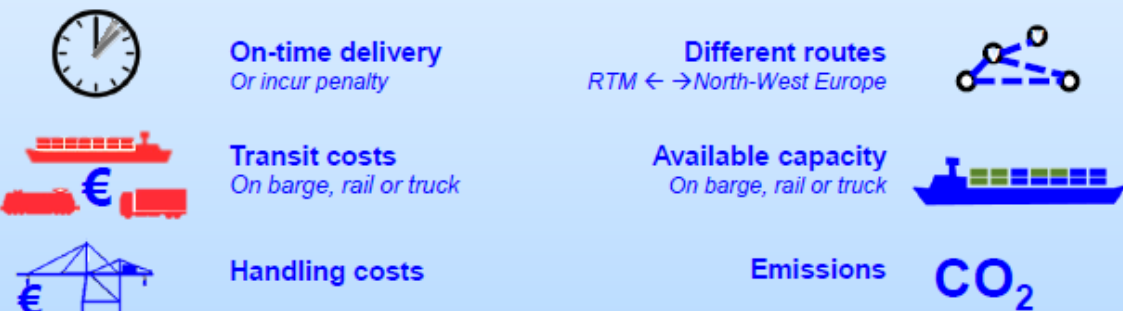 On-time delivery
Or incur penalty
Different routes
RTM ← →North-West Europe
€
Transit costs
On barge, rail or truck
Available capacity
On barge, rail or truck
€
Handling costs
Emissions
CO₂